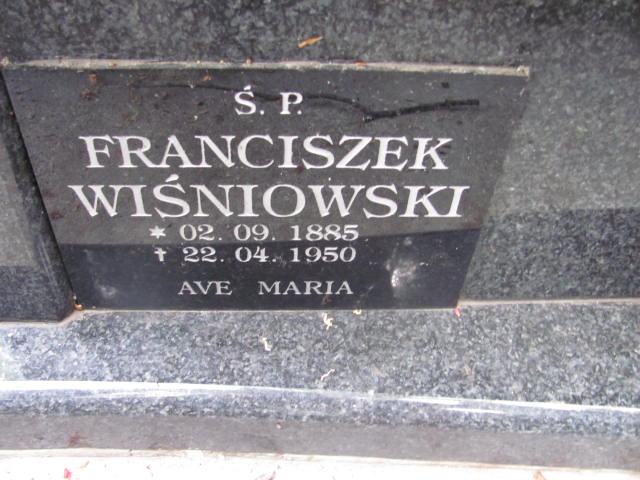 Ś. P.
FRANCISZEK
WIŚNIOWSKI
* 02. 09. 1885
† 22. 04. 1950
AVE MARIA